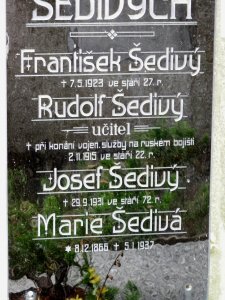 ŠEDIVÝCH
František Šedivý
† 7.5.1923 ve stáří 27. r.
Rudolf Šedivý
učitel
† při konání vojen. služby na ruském bojišti
2.11.1915 ve stáří 22. r.
Josef Šedivý
† 29.9.1931 ve stáří 72. r.
Marie Šedivá
* 8.12.1866 † 5.1.1937